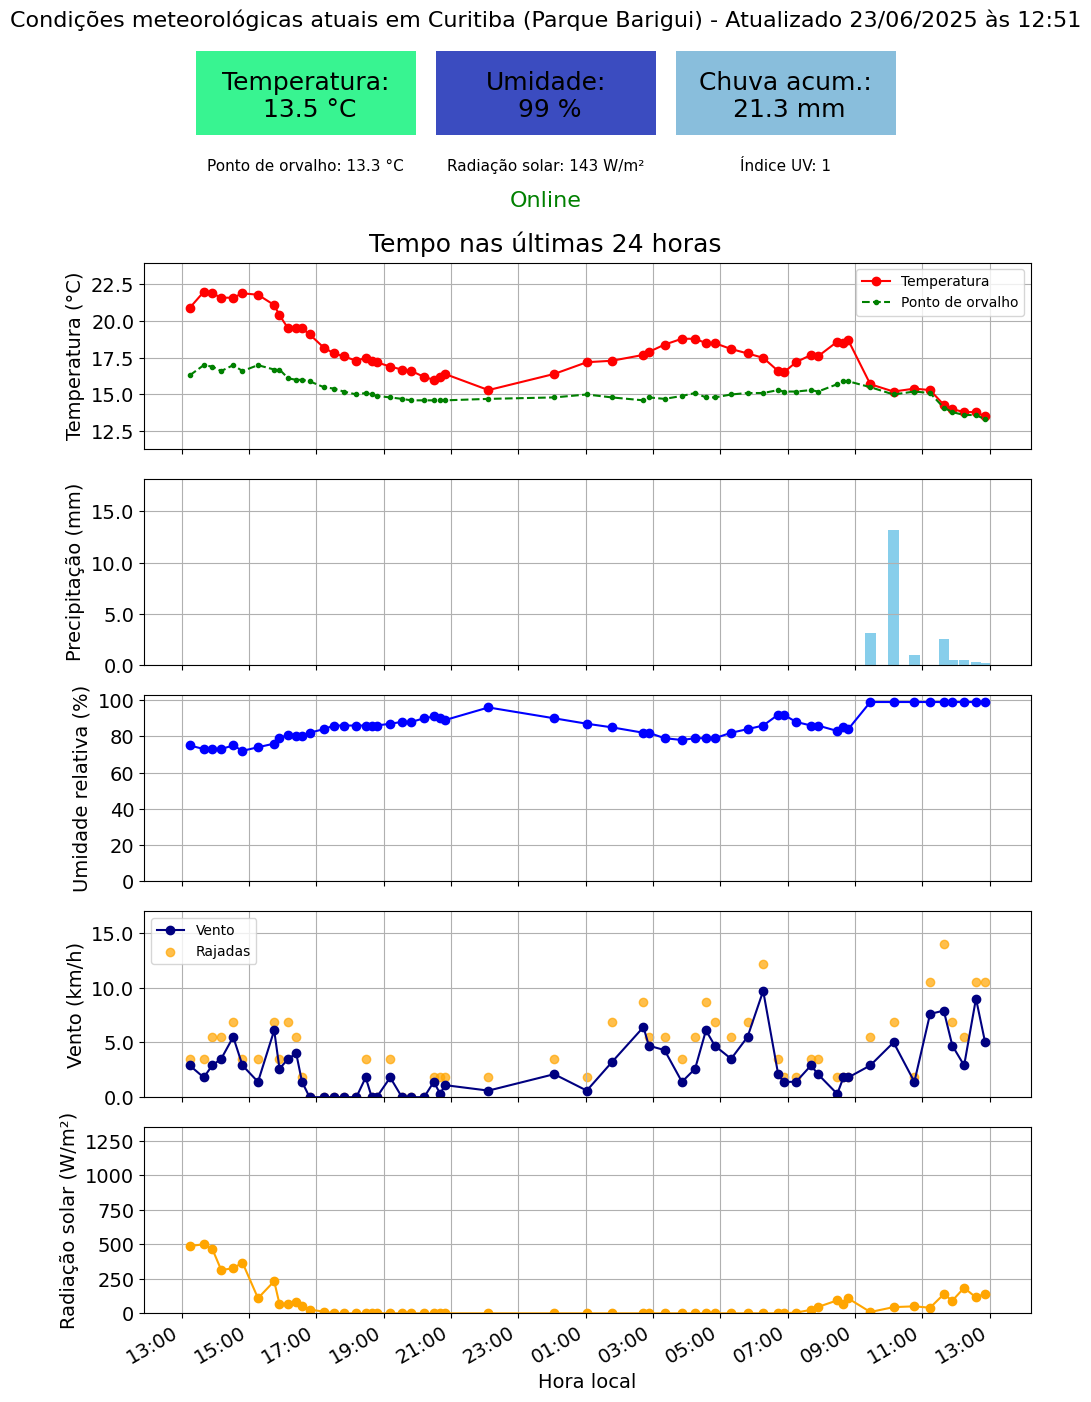 Condições meteorológicas atuais em Curitiba (Parque Barigui) - Atualizado 23/06/2025 às 12:51
Temperatura:
13.5 °C
Umidade:
99 %
Chuva acum.:
21.3 mm
Ponto de orvalho: 13.3 °C
Radiação solar: 143 W/m²
Índice UV: 1
Online
Tempo nas últimas 24 horas
Temperatura (°C)
22.5
20.0
17.5
15.0
12.5
Temperatura
Ponto de orvalho
Precipitação (mm)
15.0
10.0
5.0
0.0
Umidade relativa (%)
100
80
60
40
20
0
Vento (km/h)
15.0
10.0
5.0
0.0
Vento
Rajadas
Radiação solar (W/m²)
1250
1000
750
500
250
0
13:00
15:00
17:00
19:00
21:00
23:00
01:00
03:00
05:00
07:00
09:00
11:00
13:00
Hora local